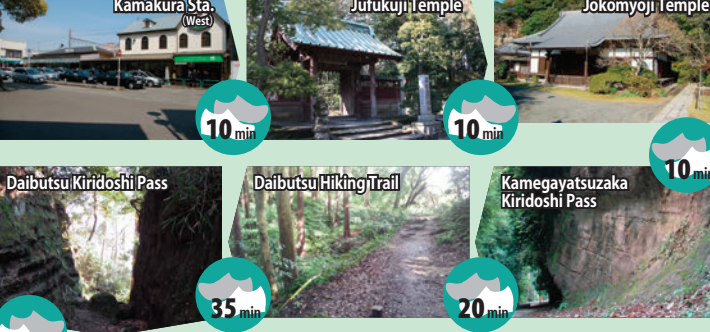 Kamakura Sta.
(West)
10 min
Jufukuji Temple
10 min
Jokomyoji Temple
10 min
Daibutsu Kiridoshi Pass
35 min
Daibutsu Hiking Trail
20 min
Kamegayatsuzaka
Kiridoshi Pass